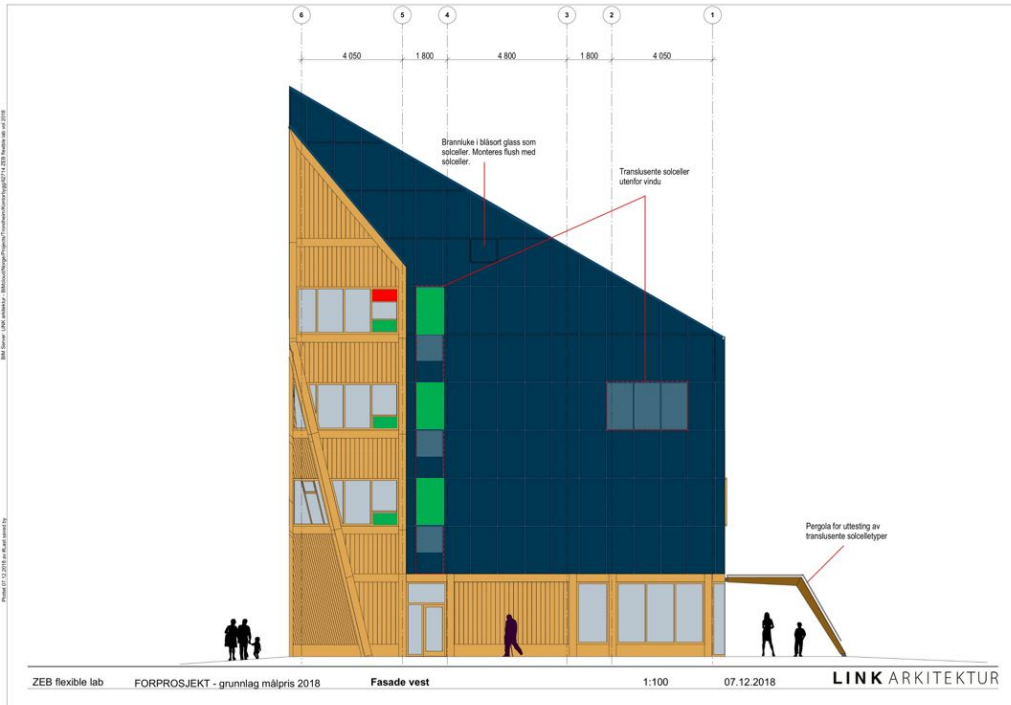 6 5 4 3 2 1
4 050 1 800 4 800 1 800 4 050
Brannluke i blåsort glass som
solceller. Monteres flush med
solceller.
Translusente solceller
utenfor vindu
Pergola for uttesting av
translusente solcelletyper
ZEB flexible lab FORPROSJEKT - grunnlag målpris 2018 Fasade vest 1:100 07.12.2018 LINK ARKITEKTUR